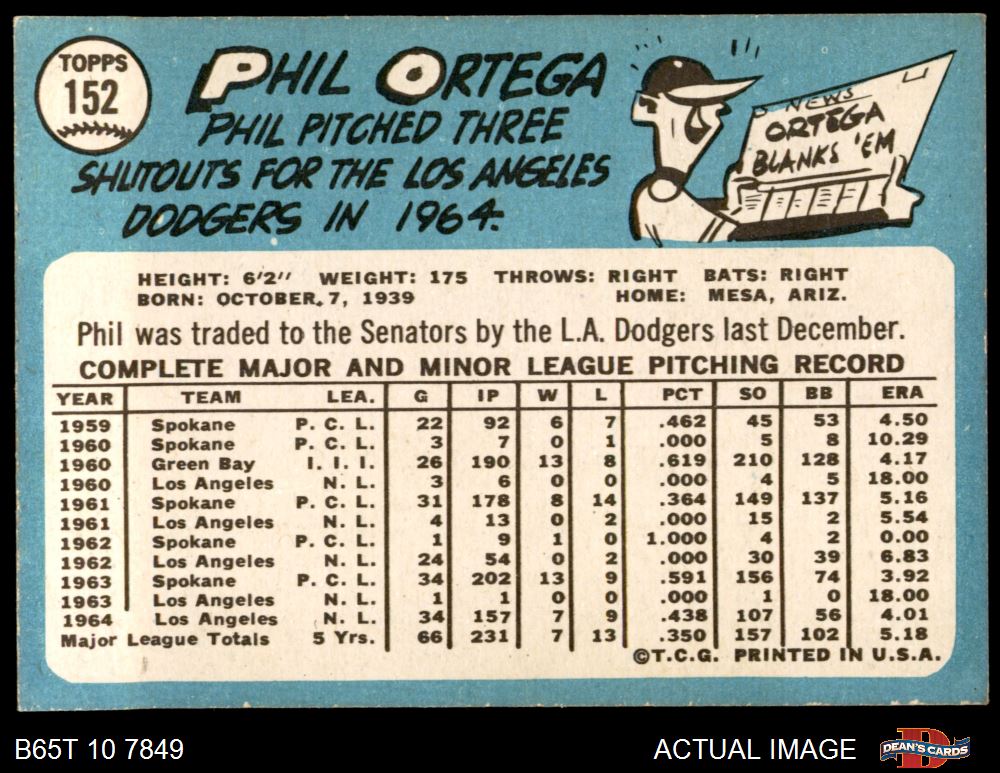 TOPPS
152
PHIL ORTEGA
PHIL PITCHED THREE
SHUTOUTS FOR THE LOS ANGELES
DODGERS IN 1964.
NEWS
ORTEGA
BLANKS 'EM
HEIGHT: 6'2" WEIGHT: 175 THROWS: RIGHT BATS: RIGHT
BORN: OCTOBER, 7, 1939 HOME: MESA, ARIZ.
Phil was traded to the Senators by the L.A. Dodgers last December.
COMPLETE MAJOR AND MINOR LEAGUE PITCHING RECORD
YEAR TEAM LEA. G IP W L PCT SO BB ERA
1959 Spokane P. C. L. 22 92 6 7 .462 45 53 4.50
1960 Spokane P. C. L. 3 7 0 1 .000 5 8 10.29
1960 Green Bay I. I. I. 26 190 13 8 .619 210 128 4.17
1960 Los Angeles N. L. 3 6 0 0 .000 4 5 18.00
1961 Spokane P. C. L. 31 178 8 14 .364 149 137 5.16
1961 Los Angeles N. L. 4 13 0 2 .000 15 2 5.54
1962 Spokane P. C. L. 1 9 1 0 1.000 4 2 0.00
1962 Los Angeles N. L. 24 54 0 2 .000 30 39 6.83
1963 Spokane P. C. L. 34 202 13 9 .591 156 74 3.92
1963 Los Angeles N. L. 1 1 0 0 .000 1 0 18.00
1964 Los Angeles N. L. 34 157 7 9 .438 107 56 4.01
Major League Totals 5 Yrs. 66 231 7 13 .350 157 102 5.18
©T.C.G. PRINTED IN U.S.A.
B65T 10 7849 ACTUAL IMAGE DEAN'S CARDS